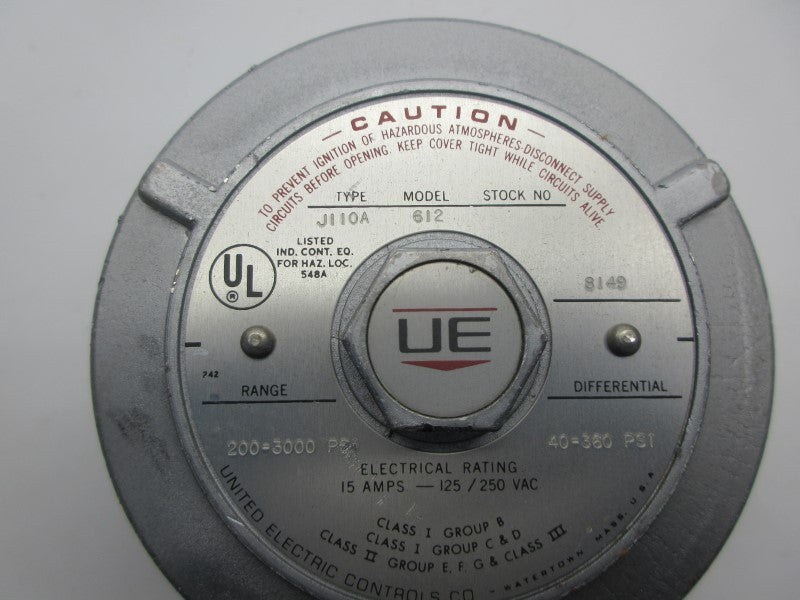 CAUTION
TO PREVENT IGNITION OF HAZARDOUS ATMOSPHERES-DISCONNECT SUPPLY
CIRCUITS BEFORE OPENING. KEEP COVER TIGHT WHILE CIRCUITS ALIVE
TYPE MODEL STOCK NO
J110A 612
LISTED
IND. CONT. EQ.
FOR HAZ. LOC.
548A
UL
®
8149
UE
242
RANGE DIFFERENTIAL
200-3000 PSI 40-360 PSI
ELECTRICAL RATING
15 AMPS — 125 / 250 VAC
CLASS I GROUP B
CLASS I GROUP C & D
CLASS II GROUP E, F, G & CLASS III
UNITED ELECTRIC CONTROLS CO. - WATERTOWN MASS. U.S.A.